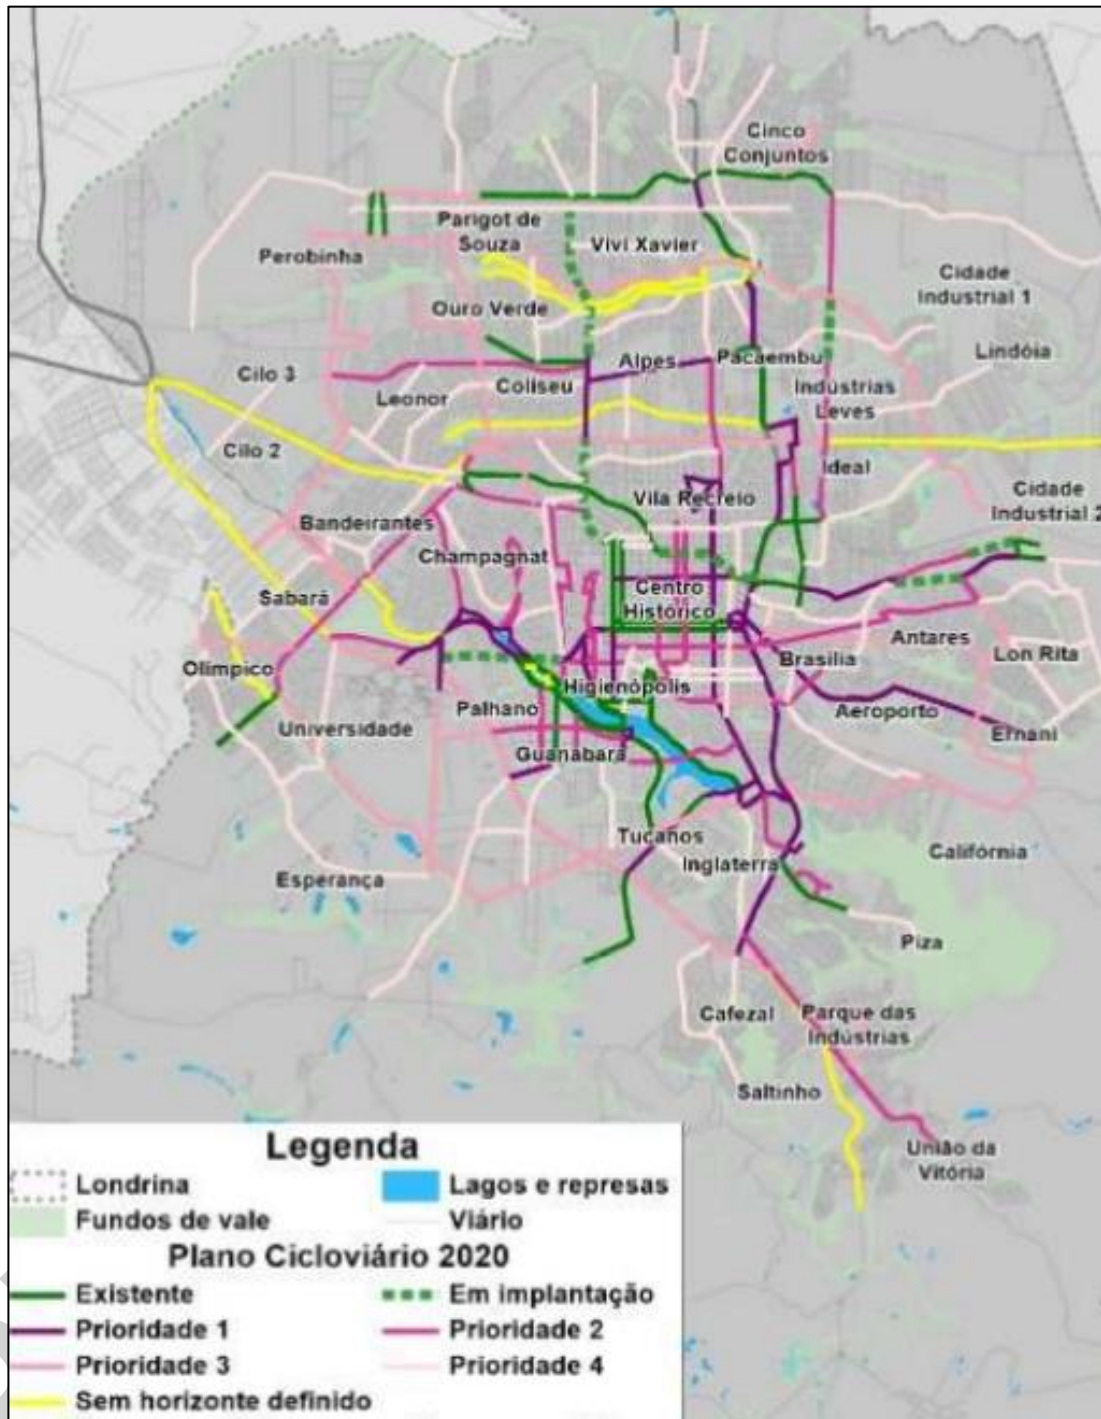 Cinco
Conjuntos
Parigot de
Souza
Vivi Xavier
Perobinha
Cidade
Industrial 1
Ouro Verde
Lindóia
Alpes
Pacaembu
Cilo 3
Coliseu
Indústrias
Leves
Leonor
Cilo 2
Ideal
Cidade
Industrial 2
Vila Recreio
Bandeirantes
Champagnat
Centro
Histórico
Sabará
Antares
Lon Rita
Brasília
Olímpico
Higienópolis
Palhano
Aeroporto
Universidade
Ernani
Guanabara
Tucanos
Inglaterra
Califórnia
Esperança
Piza
Cafezal
Parque das
Indústrias
Saltinho
União da
Vitória
Legenda
Londrina
Lagos e represas
Fundos de vale
Viário
Plano Cicloviário 2020
Existente
Em implantação
Prioridade 1
Prioridade 2
Prioridade 3
Prioridade 4
Sem horizonte definido